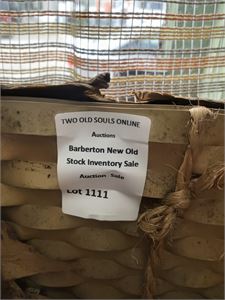 TWO OLD SOULS ONLINE
Auctions
Barberton New Old
Stock Inventory Sale
Auction Sale
Lot 1111